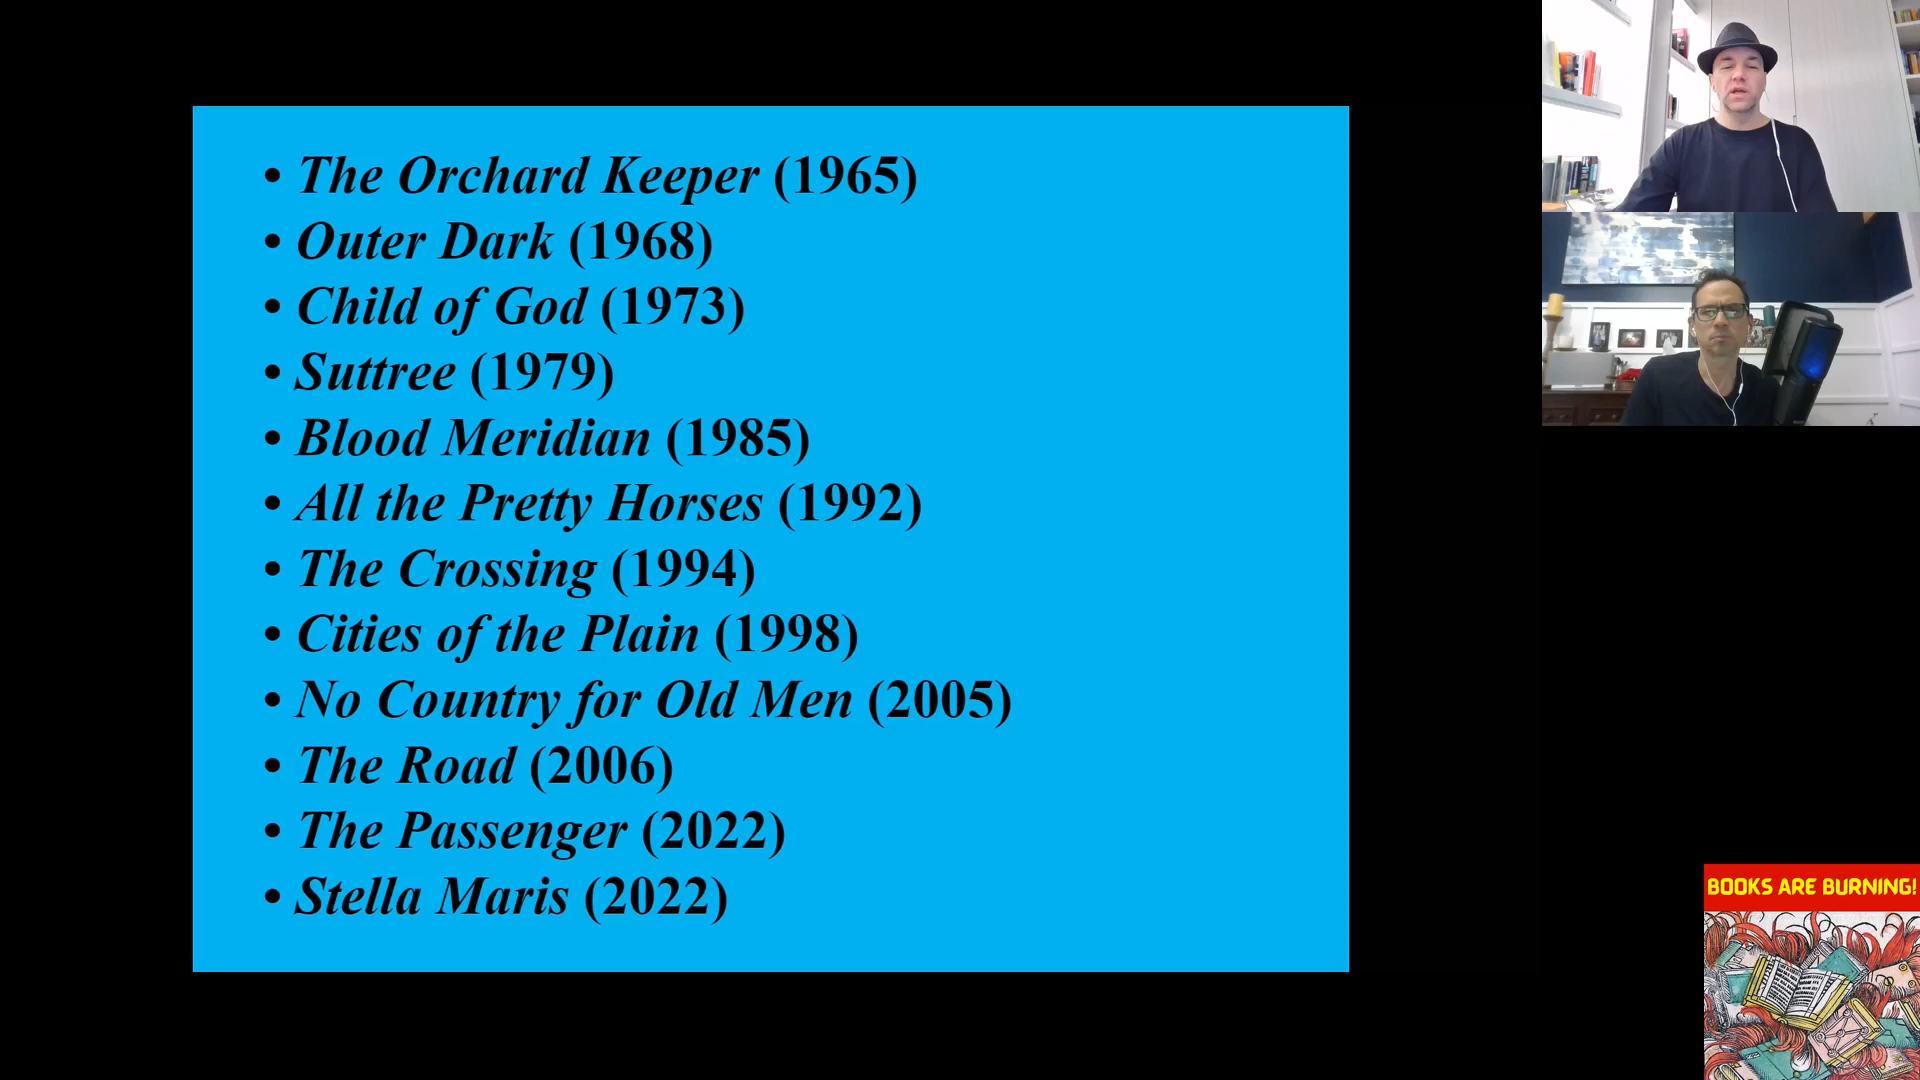 • The Orchard Keeper (1965)
• Outer Dark (1968)
• Child of God (1973)
• Suttree (1979)
• Blood Meridian (1985)
• All the Pretty Horses (1992)
• The Crossing (1994)
• Cities of the Plain (1998)
• No Country for Old Men (2005)
• The Road (2006)
• The Passenger (2022)
• Stella Maris (2022)
BOOKS ARE BURNING!